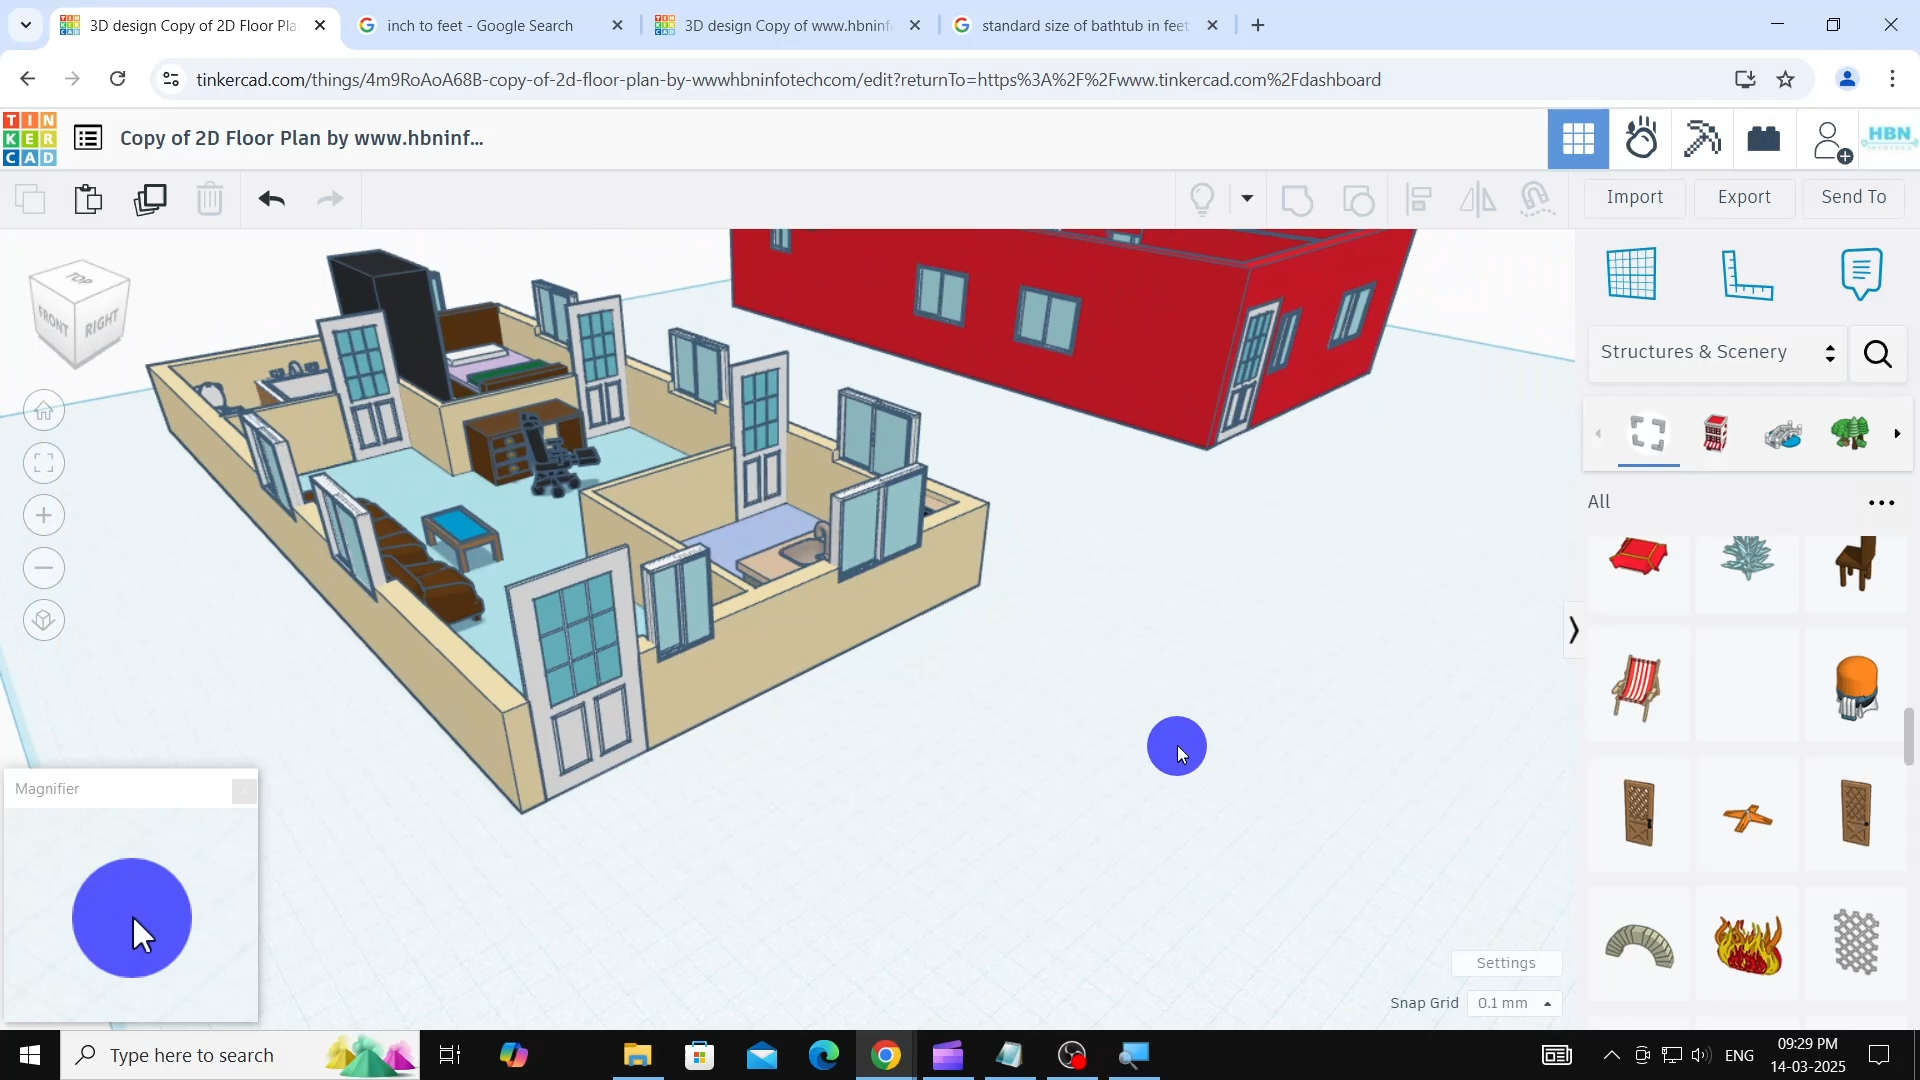 3D design Copy of 2D Floor Pla
inch to feet - Google Search
3D design Copy of www.hbninfo
standard size of bathtub in feet
tinkercad.com/things/4m9RoAoA68B-copy-of-2d-floor-plan-by-wwwhbninfotechcom/edit?returnTo=https%3A%2F%2Fwww.tinkercad.com%2Fdashboard
TIN
KER
CAD
Copy of 2D Floor Plan by www.hbninf...
HBN
INFOTECH
Import
Export
Send To
TOP
FRONT
RIGHT
Structures & Scenery
All
Magnifier
Settings
Snap Grid
0.1 mm
Type here to search
ENG
09:29 PM
14-03-2025